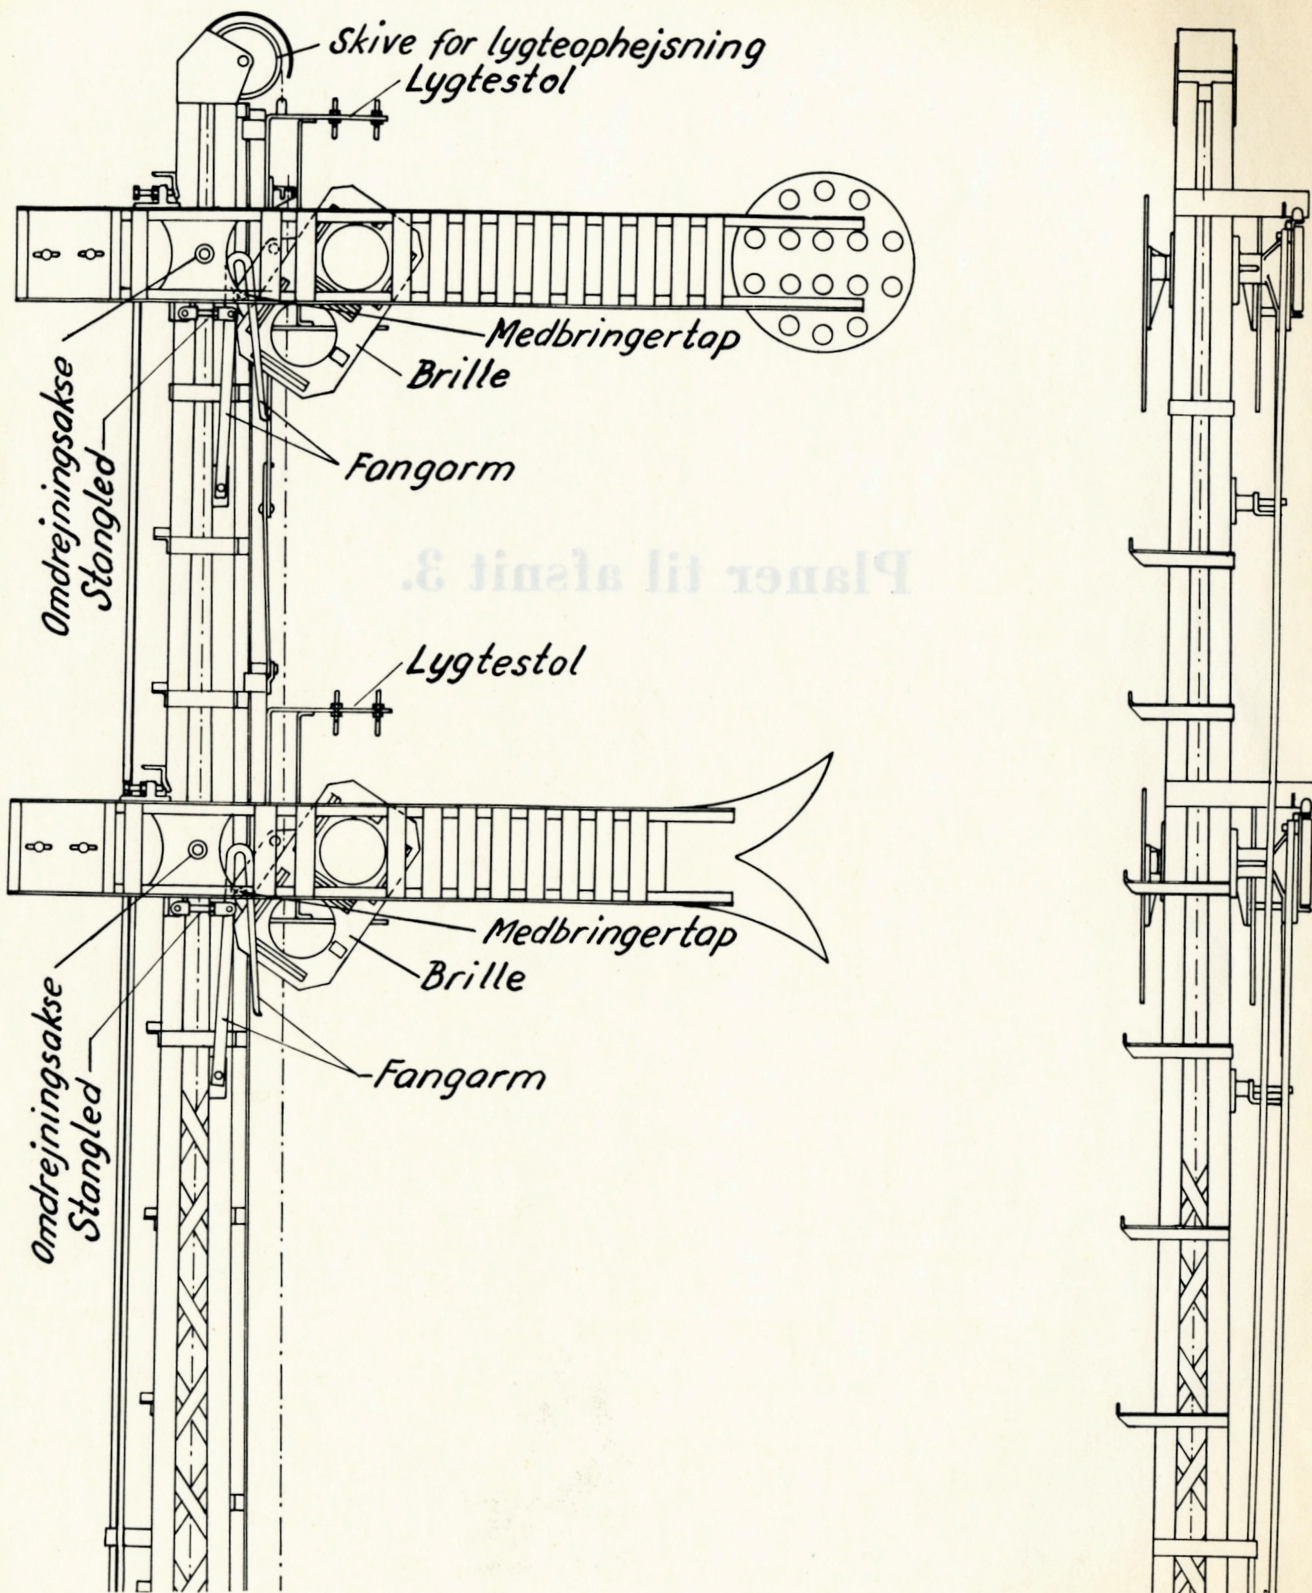 Skive for lygteophejsning
Lygtestol
Medbringertap
Brille
Omdrejningsakse
Stangled
Fangarm
Planer til afsnit 3.
Lygtestol
Medbringertap
Brille
Omdrejningsakse
Stangled
Fangarm